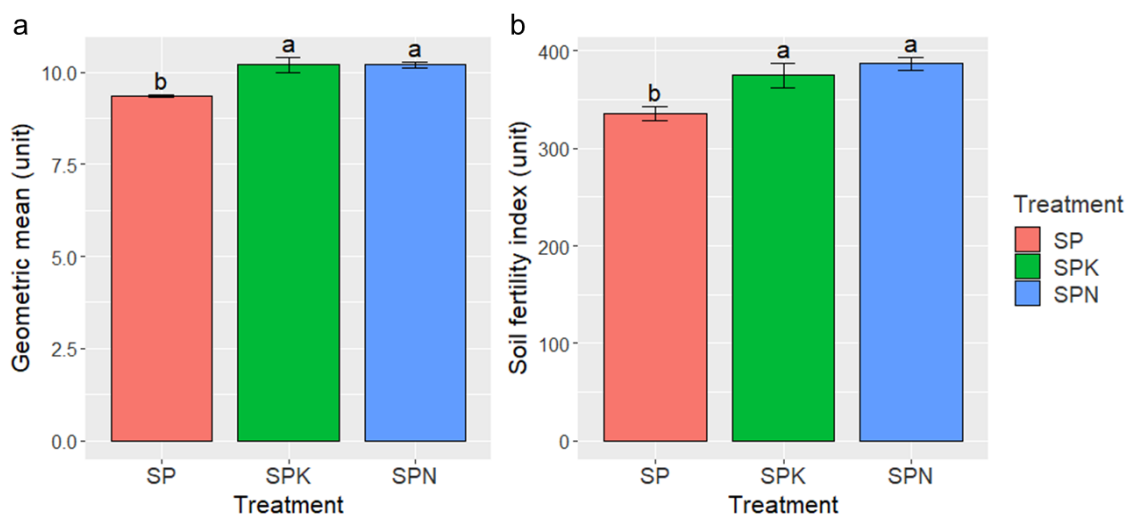 a
Geometric mean (unit)
10.0
7.5
5.0
2.5
0.0
b
a
a
SP
SPK
SPN
Treatment
b
Soil fertility index (unit)
400
300
200
100
0
b
a
a
SP
SPK
SPN
Treatment
Treatment
SP
SPK
SPN